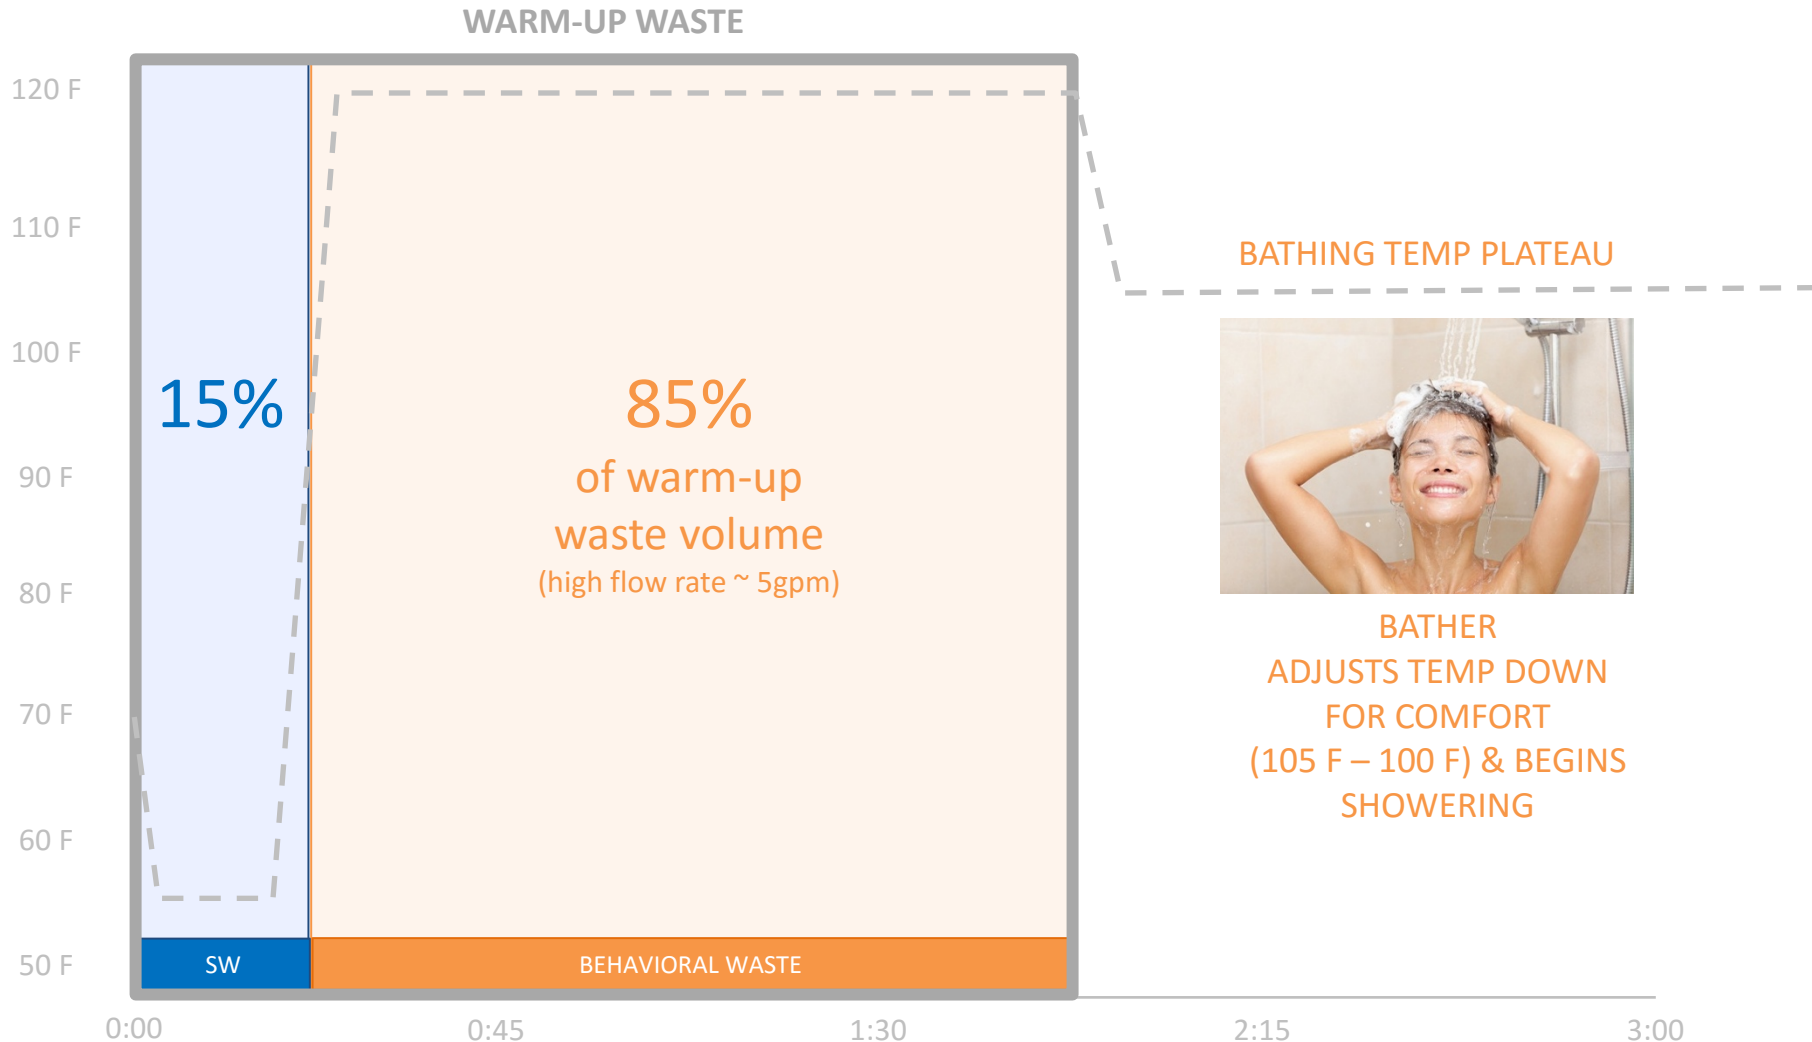 WARM-UP WASTE
120 F
110 F
100 F
90 F
80 F
70 F
60 F
50 F
15%
85%
of warm-up
waste volume
(high flow rate ~ 5gpm)
SW
BEHAVIORAL WASTE
BATHING TEMP PLATEAU
BATHER
ADJUSTS TEMP DOWN
FOR COMFORT
(105 F – 100 F) & BEGINS
SHOWERING
0:00
0:45
1:30
2:15
3:00